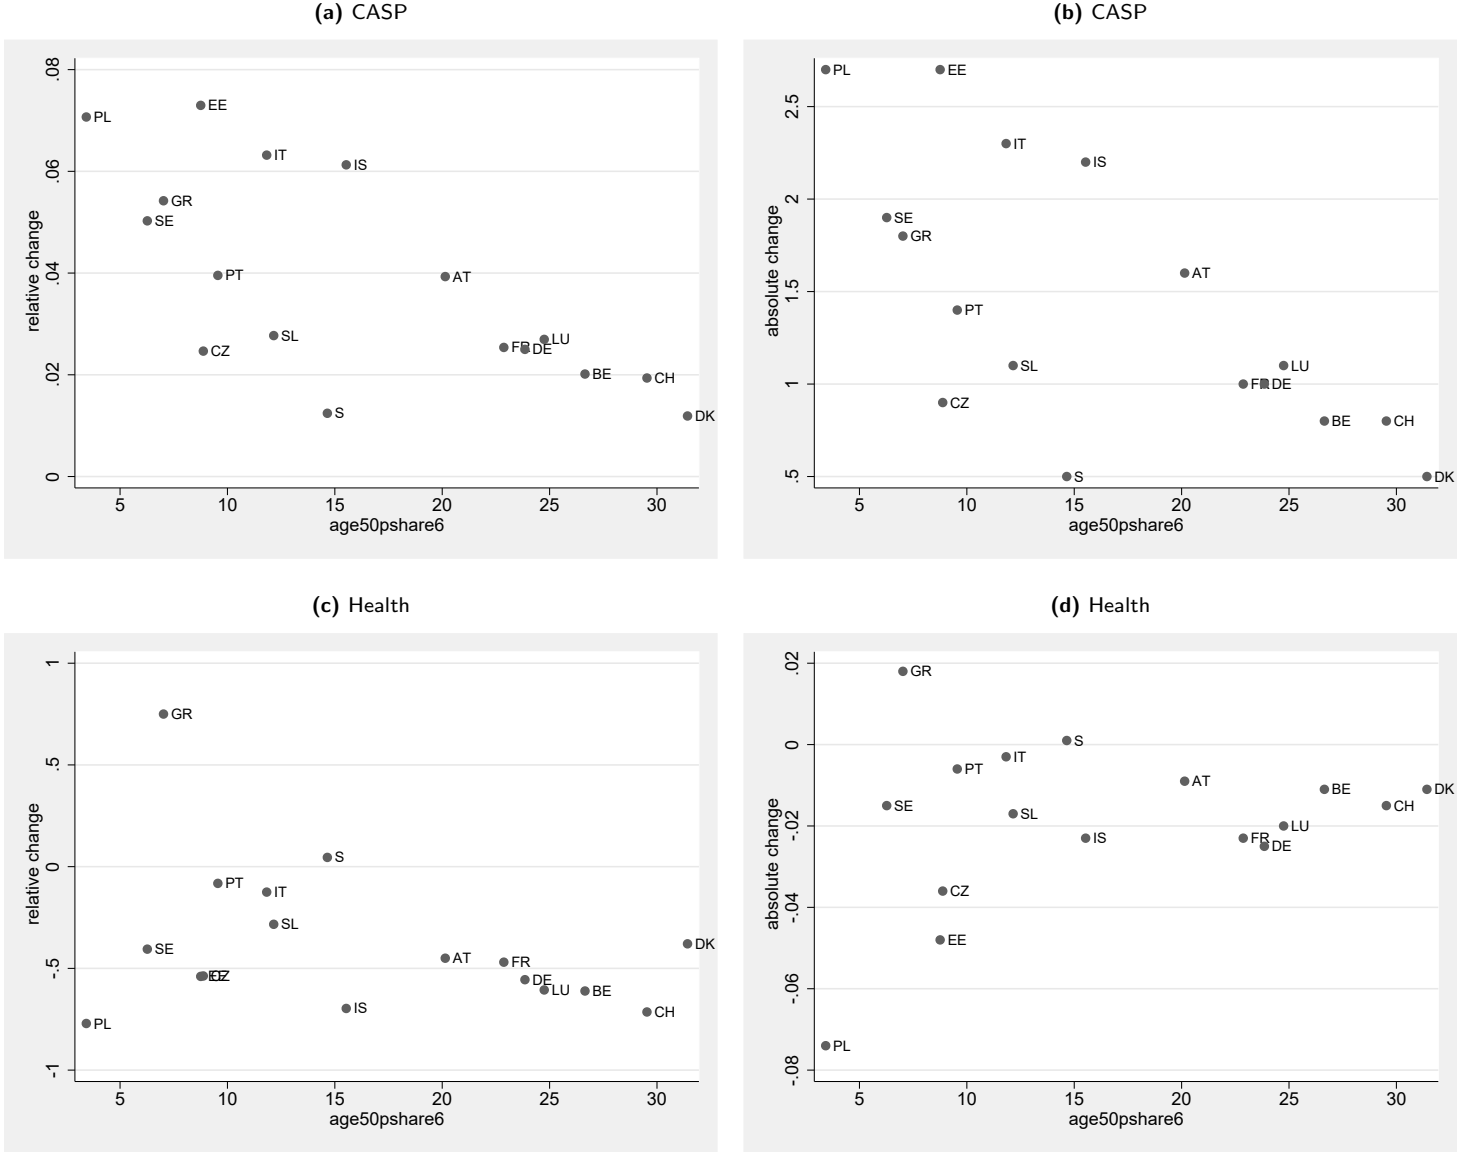 (a) CASP
.08
.06
.04
.02
0
relative change
PL
EE
IT
IS
GR
SE
PT
AT
SL
CZ
FR
DE
LU
BE
CH
S
DK
5 10 15 20 25 30
age50pshare6
(b) CASP
2.5
2
1.5
1
.5
absolute change
PL
EE
IT
IS
SE
GR
AT
PT
SL
LU
FR
DE
CZ
BE
CH
S
DK
5 10 15 20 25 30
age50pshare6
(c) Health
1
.5
0
-.5
-1
relative change
GR
S
PT
IT
SL
SE
DK
AT
FR
EE
CZ
DE
LU
BE
IS
CH
PL
5 10 15 20 25 30
age50pshare6
(d) Health
.02
0
-.02
-.04
-.06
-.08
absolute change
GR
S
IT
PT
AT
BE
DK
SE
CH
SL
LU
IS
FR
DE
CZ
EE
PL
5 10 15 20 25 30
age50pshare6